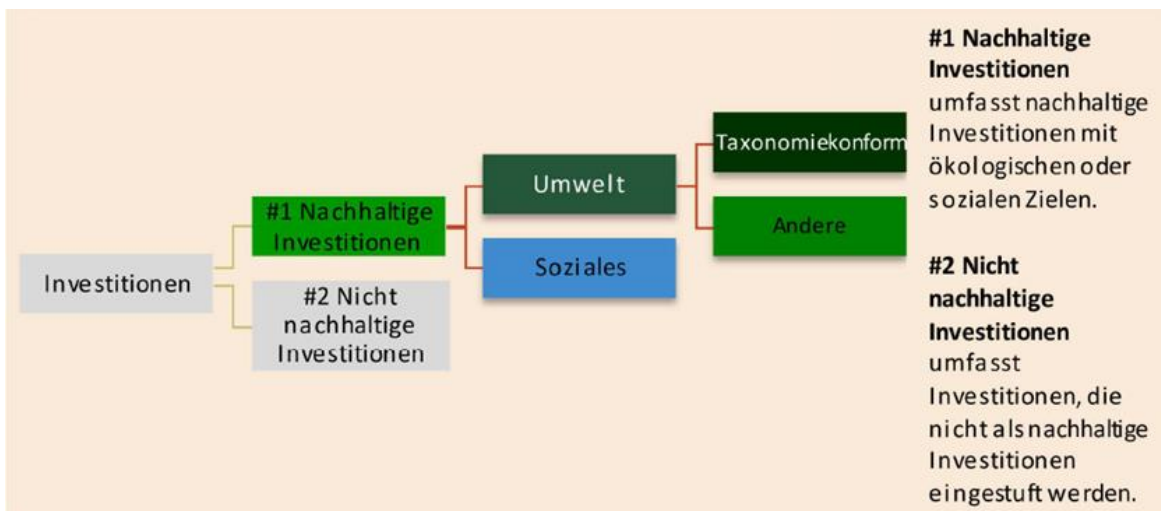 Investitionen
#1 Nachhaltige
Investitionen
#2 Nicht
nachhaltige
Investitionen
Umwelt
Soziales
Taxonomiekonform
Andere
#1 Nachhaltige
Investitionen
umfasst nachhaltige
Investitionen mit
ökologischen oder
sozialen Zielen.
#2 Nicht
nachhaltige
Investitionen
umfasst
Investitionen, die
nicht als nachhaltige
Investitionen
eingestuft werden.